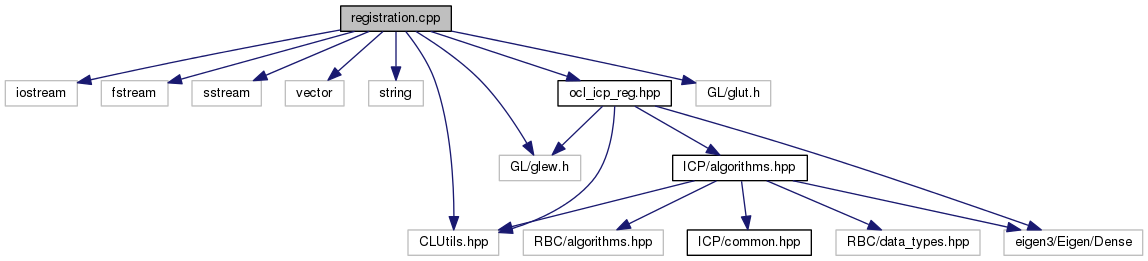 registration.cpp
iostream
fstream
sstream
vector
string
ocl_icp_reg.hpp
GL/glut.h
GL/glew.h
ICP/algorithms.hpp
CLUtils.hpp
RBC/algorithms.hpp
ICP/common.hpp
RBC/data_types.hpp
eigen3/Eigen/Dense